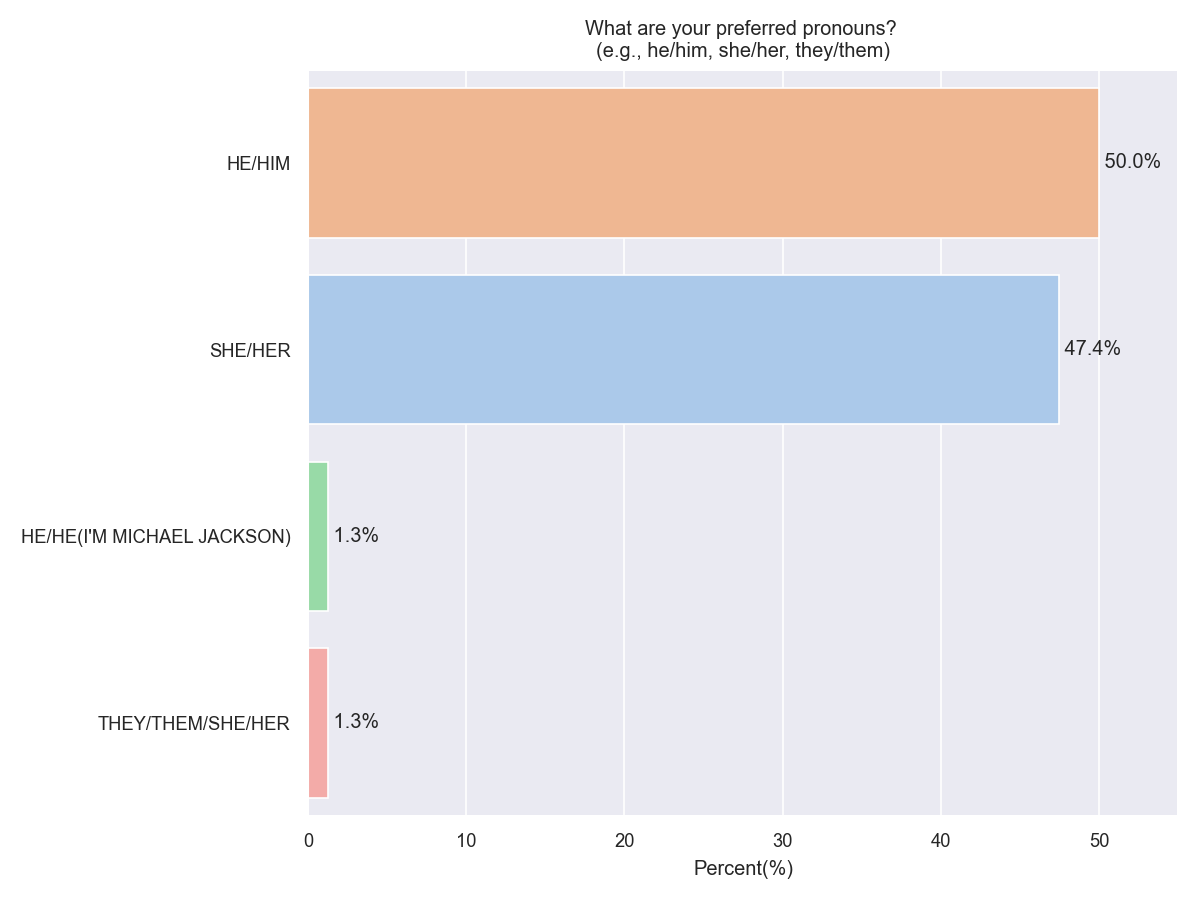 What are your preferred pronouns?
(e.g., he/him, she/her, they/them)
HE/HIM
50.0%
SHE/HER
47.4%
HE/HE(I'M MICHAEL JACKSON)
1.3%
THEY/THEM/SHE/HER
1.3%
0 10 20 30 40 50
Percent(%)